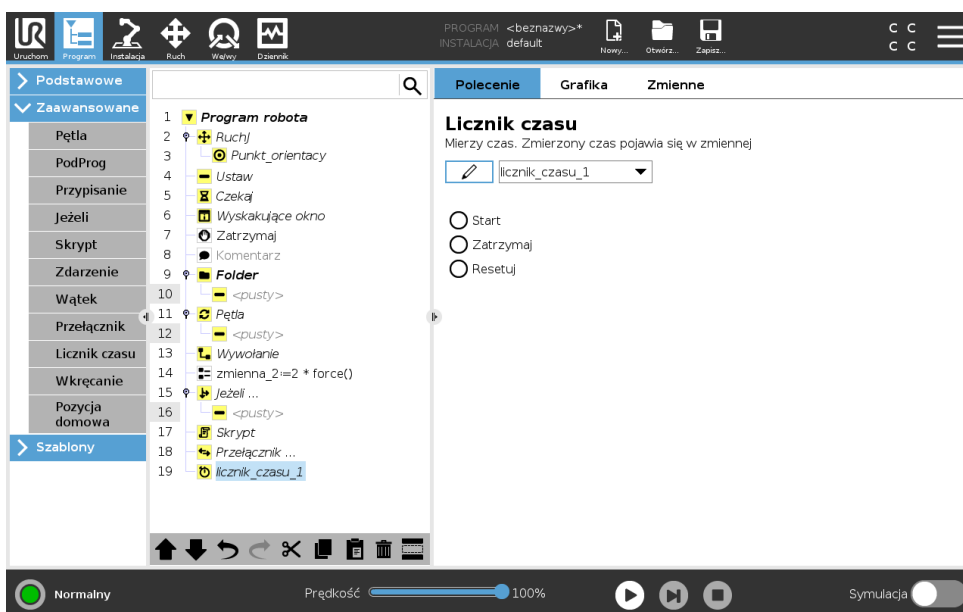 UR
PROGRAM <beznazwy>*
INSTALACJA default
C C
C C
Uruchom Program Instalacja Ruch We/wy Dziennik Nowy... Otwórz... Zapisz...
Podstawowe
Zaawansowane
Pętla
PodProg
Przypisanie
Jeżeli
Skrypt
Zdarzenie
Wątek
Przełącznik
Licznik czasu
Wkręcanie
Pozycja
domowa
Szablony
1 Program robota
2 RuchJ
3 Punkt_orientacy
4 Ustaw
5 Czekaj
6 Wyskakujące okno
7 Zatrzymaj
8 Komentarz
9 Folder
10 <pusty>
11 Pętla
12 <pusty>
13 Wywołanie
14 zmienna_2:=2 * force()
15 Jeżeli ...
16 <pusty>
17 Skrypt
18 Przełącznik ...
19 licznik_czasu_1
Polecenie Grafika Zmienne
Licznik czasu
Mierzy czas. Zmierzony czas pojawia się w zmiennej
licznik_czasu_1
Start
Zatrzymaj
Resetuj
Normalny Prędkość 100% Symulacja